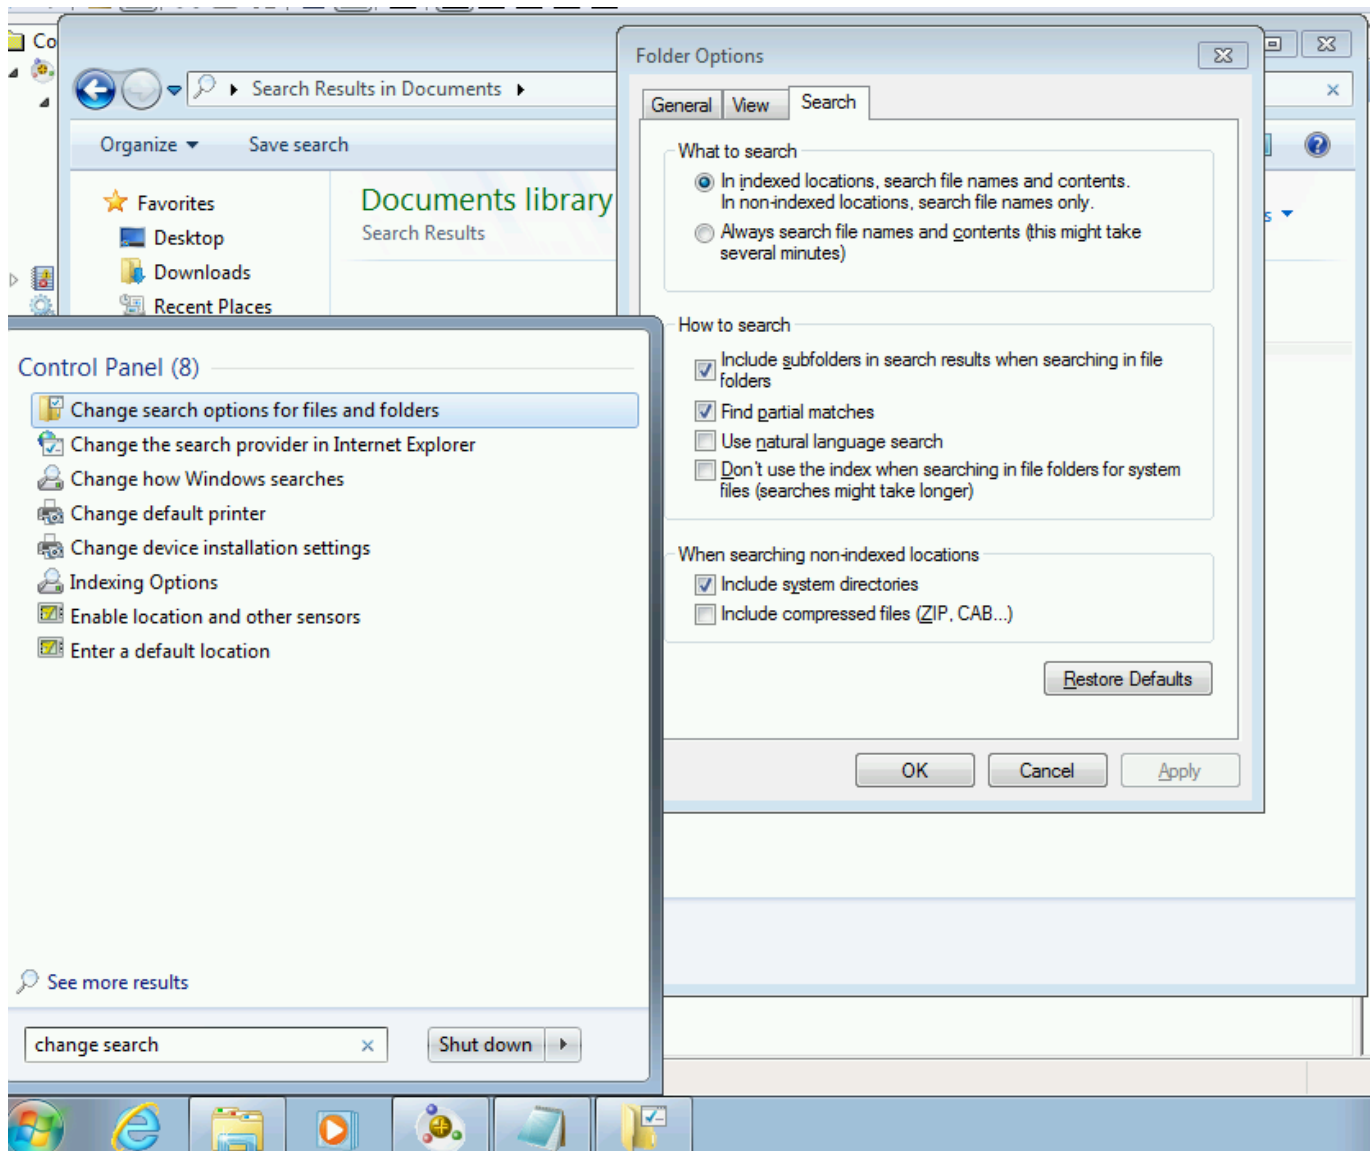 Co
Search Results in Documents
Organize
Save search
Favorites
Desktop
Downloads
Recent Places
Documents library
Search Results
s
Folder Options
General View Search
What to search
In indexed locations, search file names and contents.
In non-indexed locations, search file names only.
Always search file names and contents (this might take
several minutes)
How to search
Include subfolders in search results when searching in file
folders
Find partial matches
Use natural language search
Don't use the index when searching in file folders for system
files (searches might take longer)
When searching non-indexed locations
Include system directories
Include compressed files (ZIP, CAB...)
Restore Defaults
OK Cancel Apply
Control Panel (8)
Change search options for files and folders
Change the search provider in Internet Explorer
Change how Windows searches
Change default printer
Change device installation settings
Indexing Options
Enable location and other sensors
Enter a default location
See more results
change search
Shut down